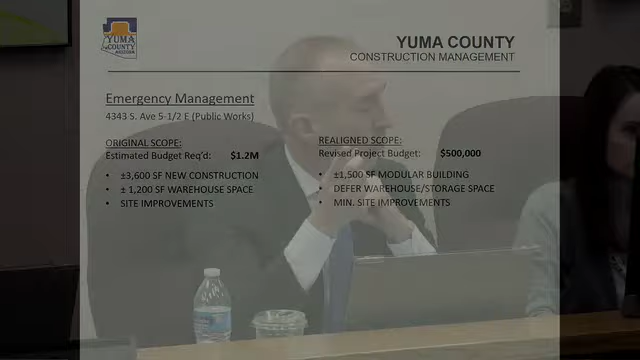 YUMA
COUNTY
ARIZONA
YUMA COUNTY
CONSTRUCTION MANAGEMENT
Emergency Management
4343 S. Ave 5-1/2 E (Public Works)
ORIGINAL SCOPE:
Estimated Budget Req'd: $1.2M
• ±3,600 SF NEW CONSTRUCTION
• ± 1,200 SF WAREHOUSE SPACE
• SITE IMPROVEMENTS
REALIGNED SCOPE:
Revised Project Budget: $500,000
• ±1,500 SF MODULAR BUILDING
• DEFER WAREHOUSE/STORAGE SPACE
• MIN. SITE IMPROVEMENTS